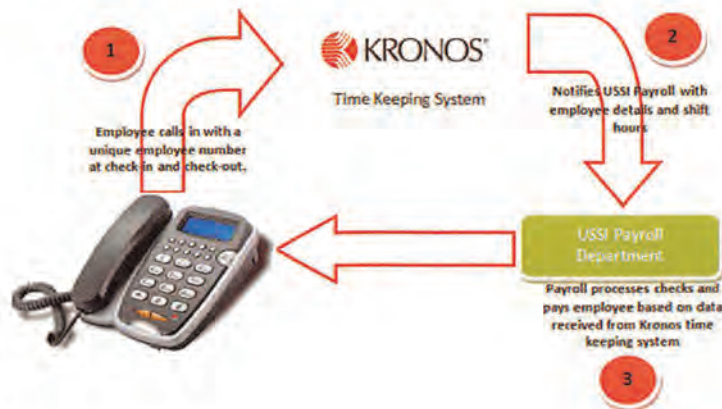 1
KRONOS®
2
Time Keeping System
Notifies USSI Payroll with
employee details and shift
hours
Employee calls in with a
unique employee number
at check-in and check-out.
USSI Payroll
Department
Payroll processes checks and
pays employee based on data
received from Kronos time
keeping system
3